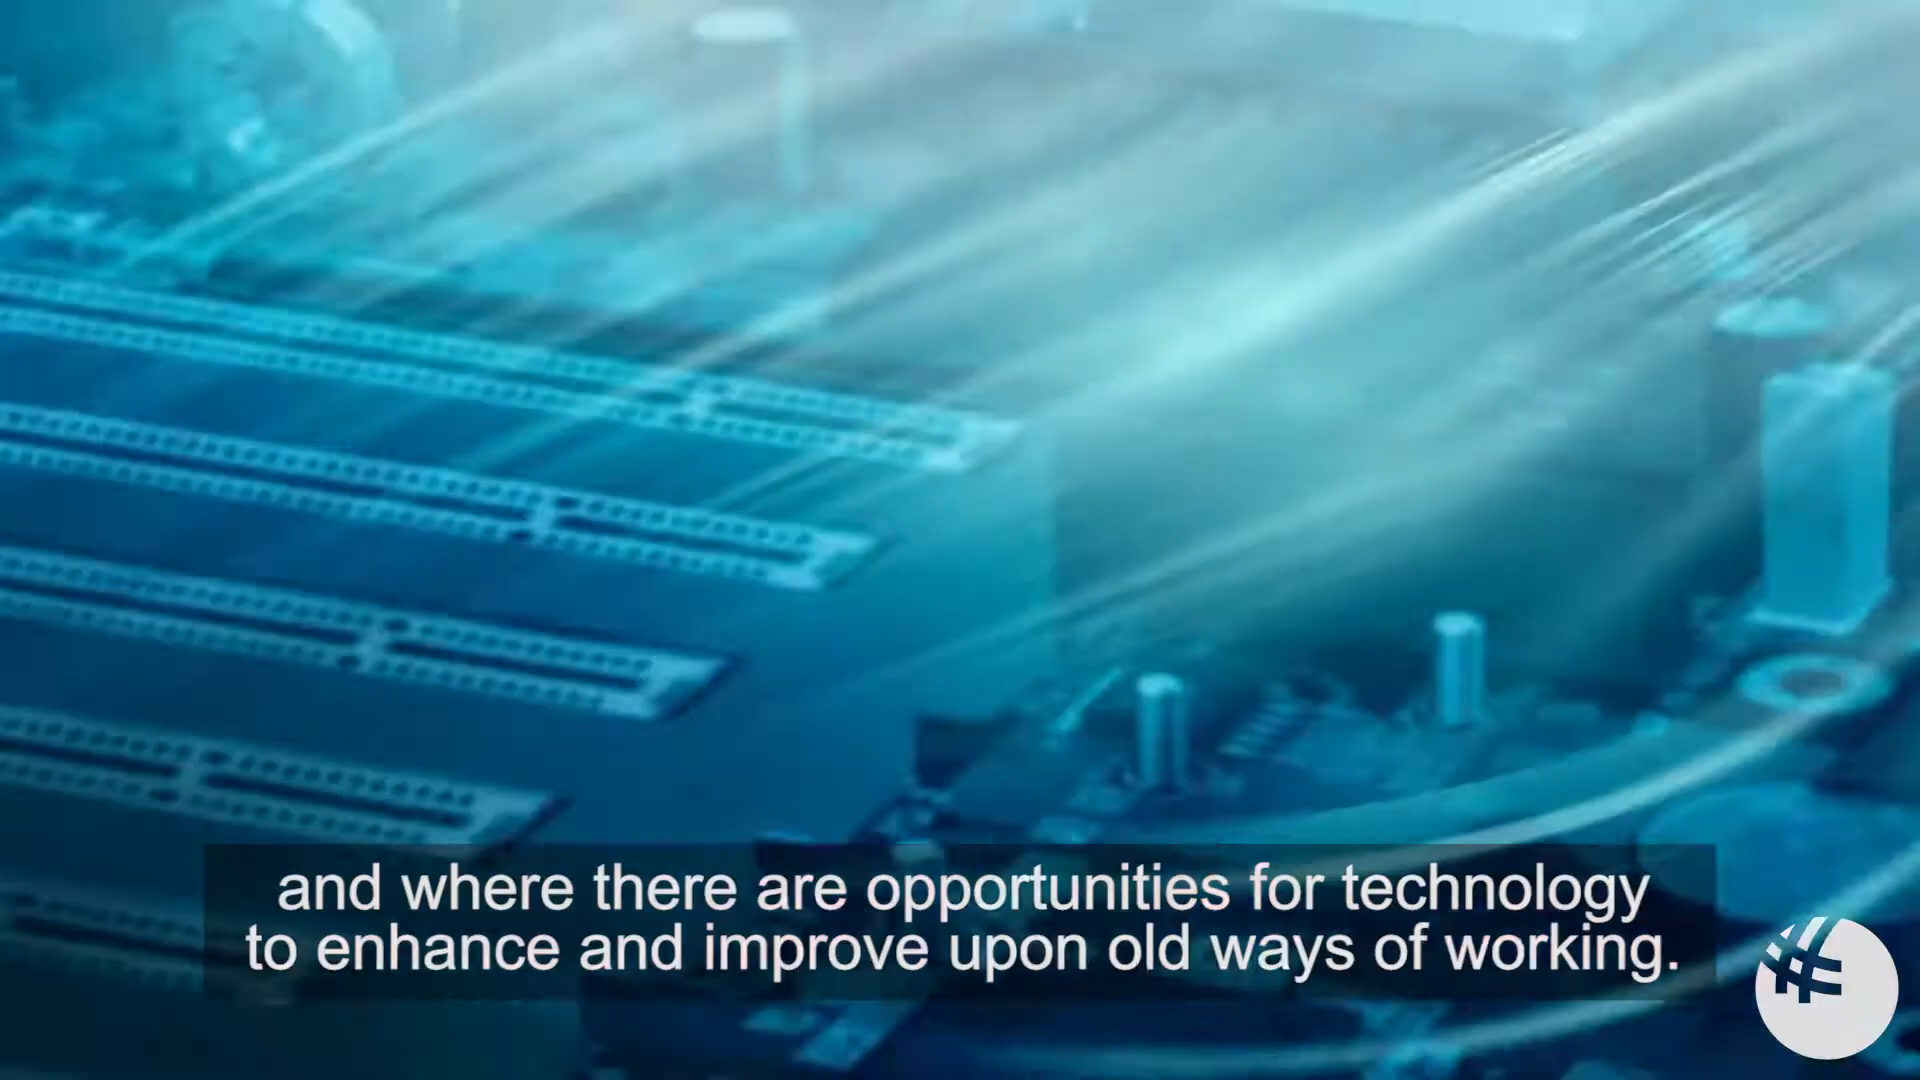 and where there are opportunities for technology
to enhance and improve upon old ways of working.